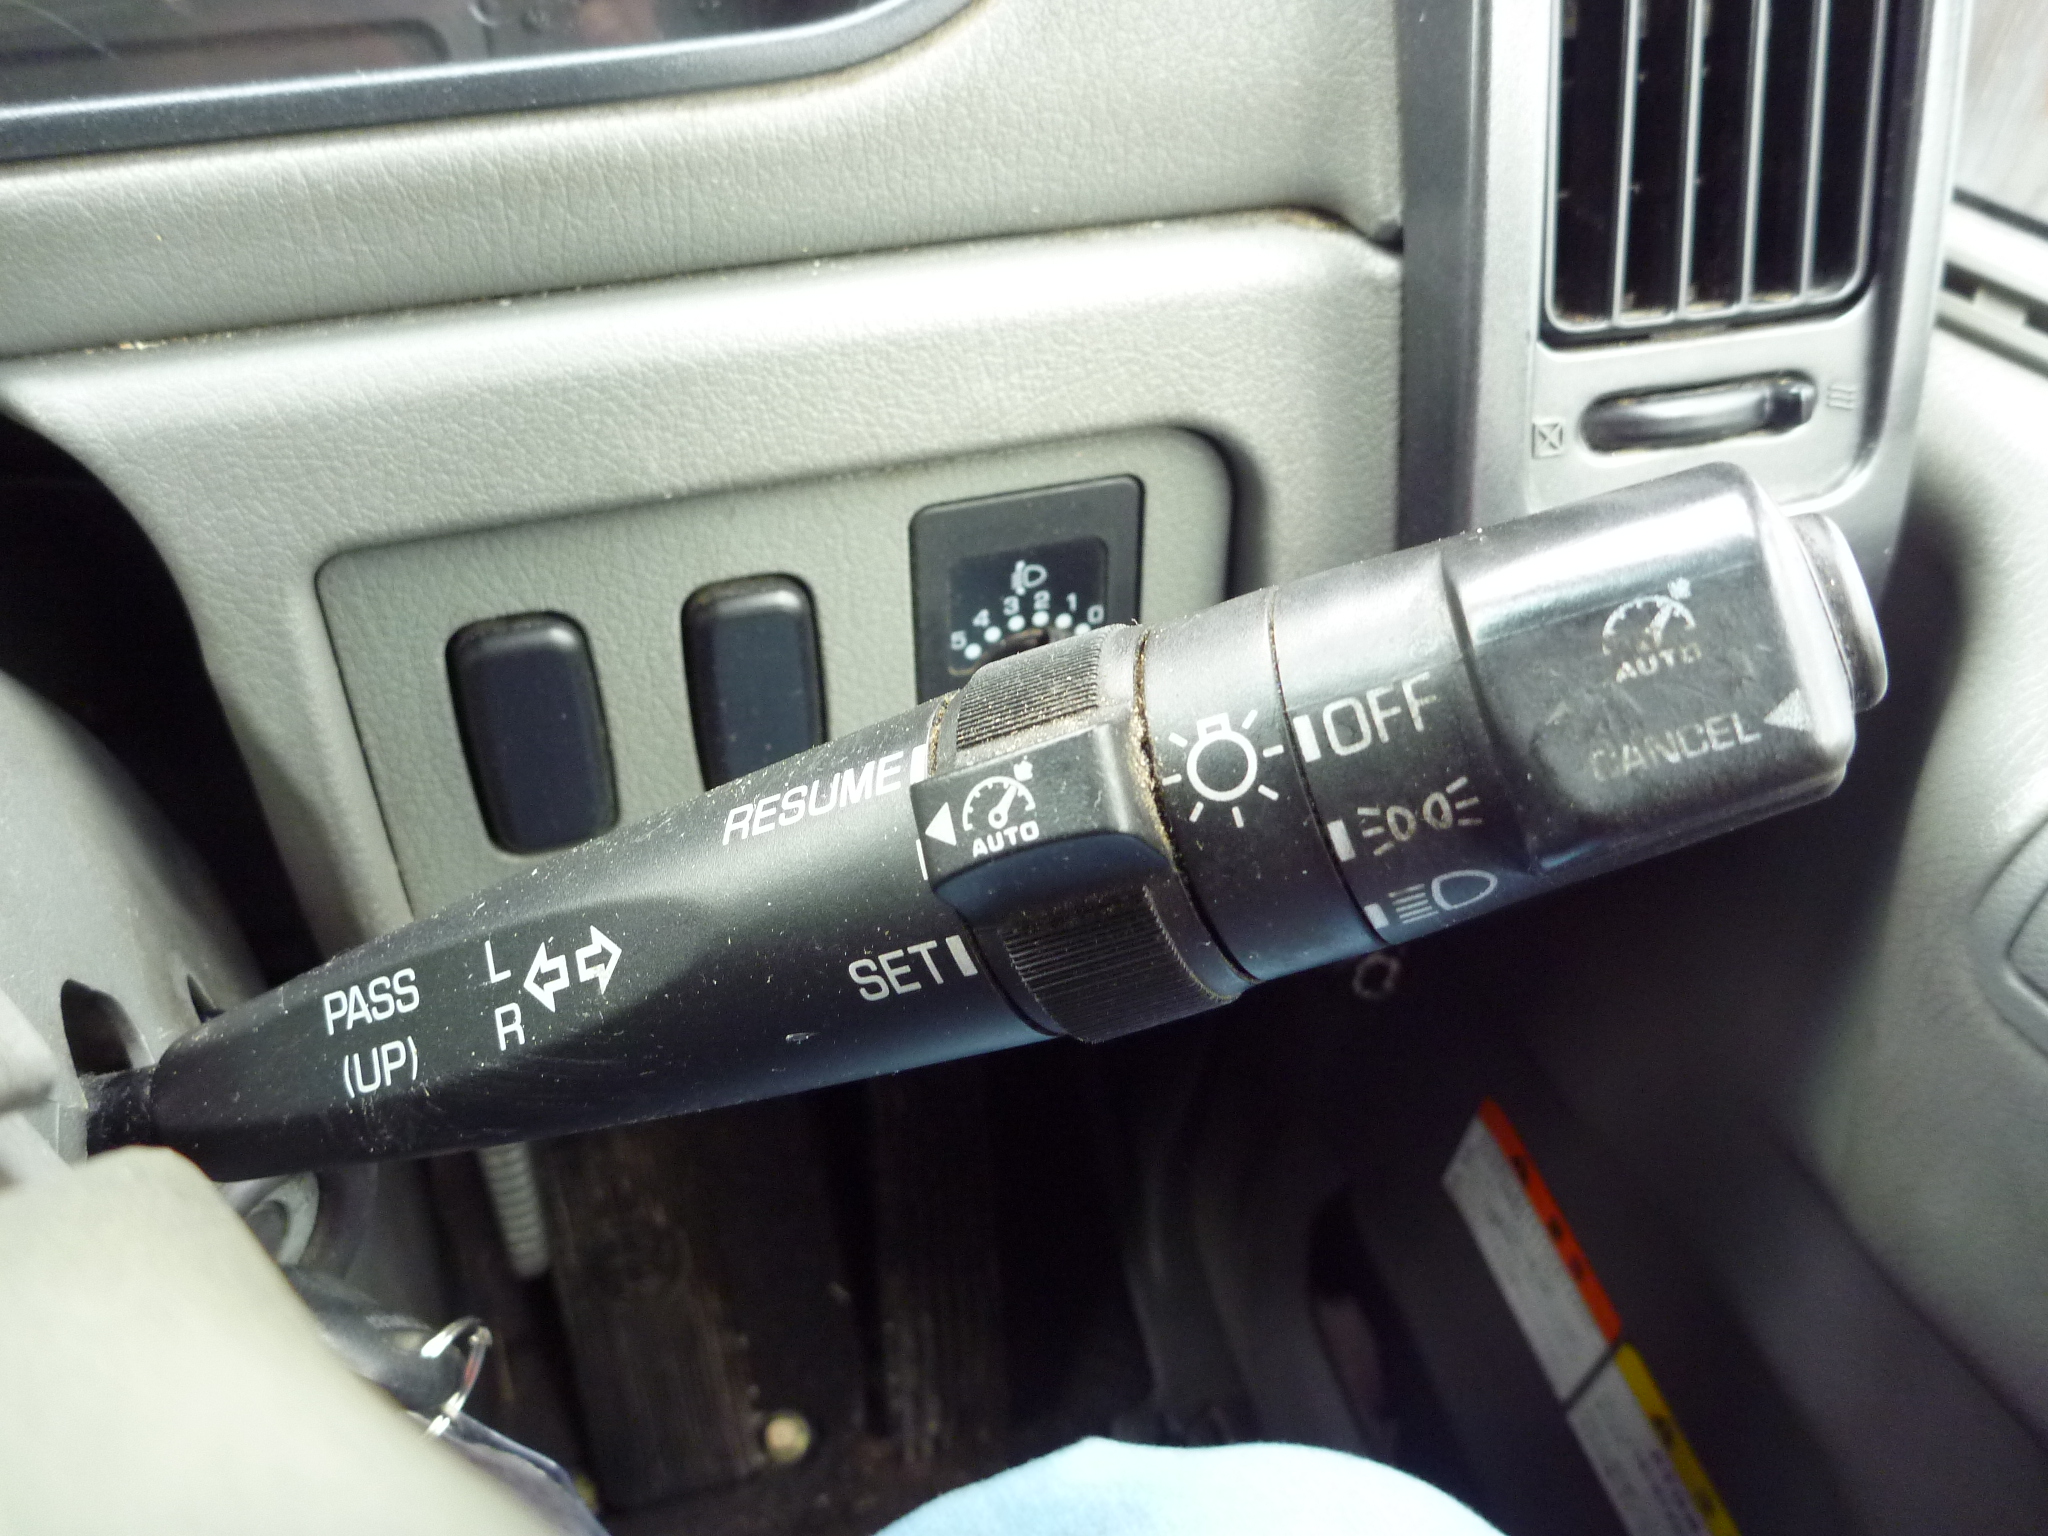 5 4 3 2 1 0
AUTO
CANCEL
OFF
RESUME
AUTO
SET
PASS
(UP)
L
R